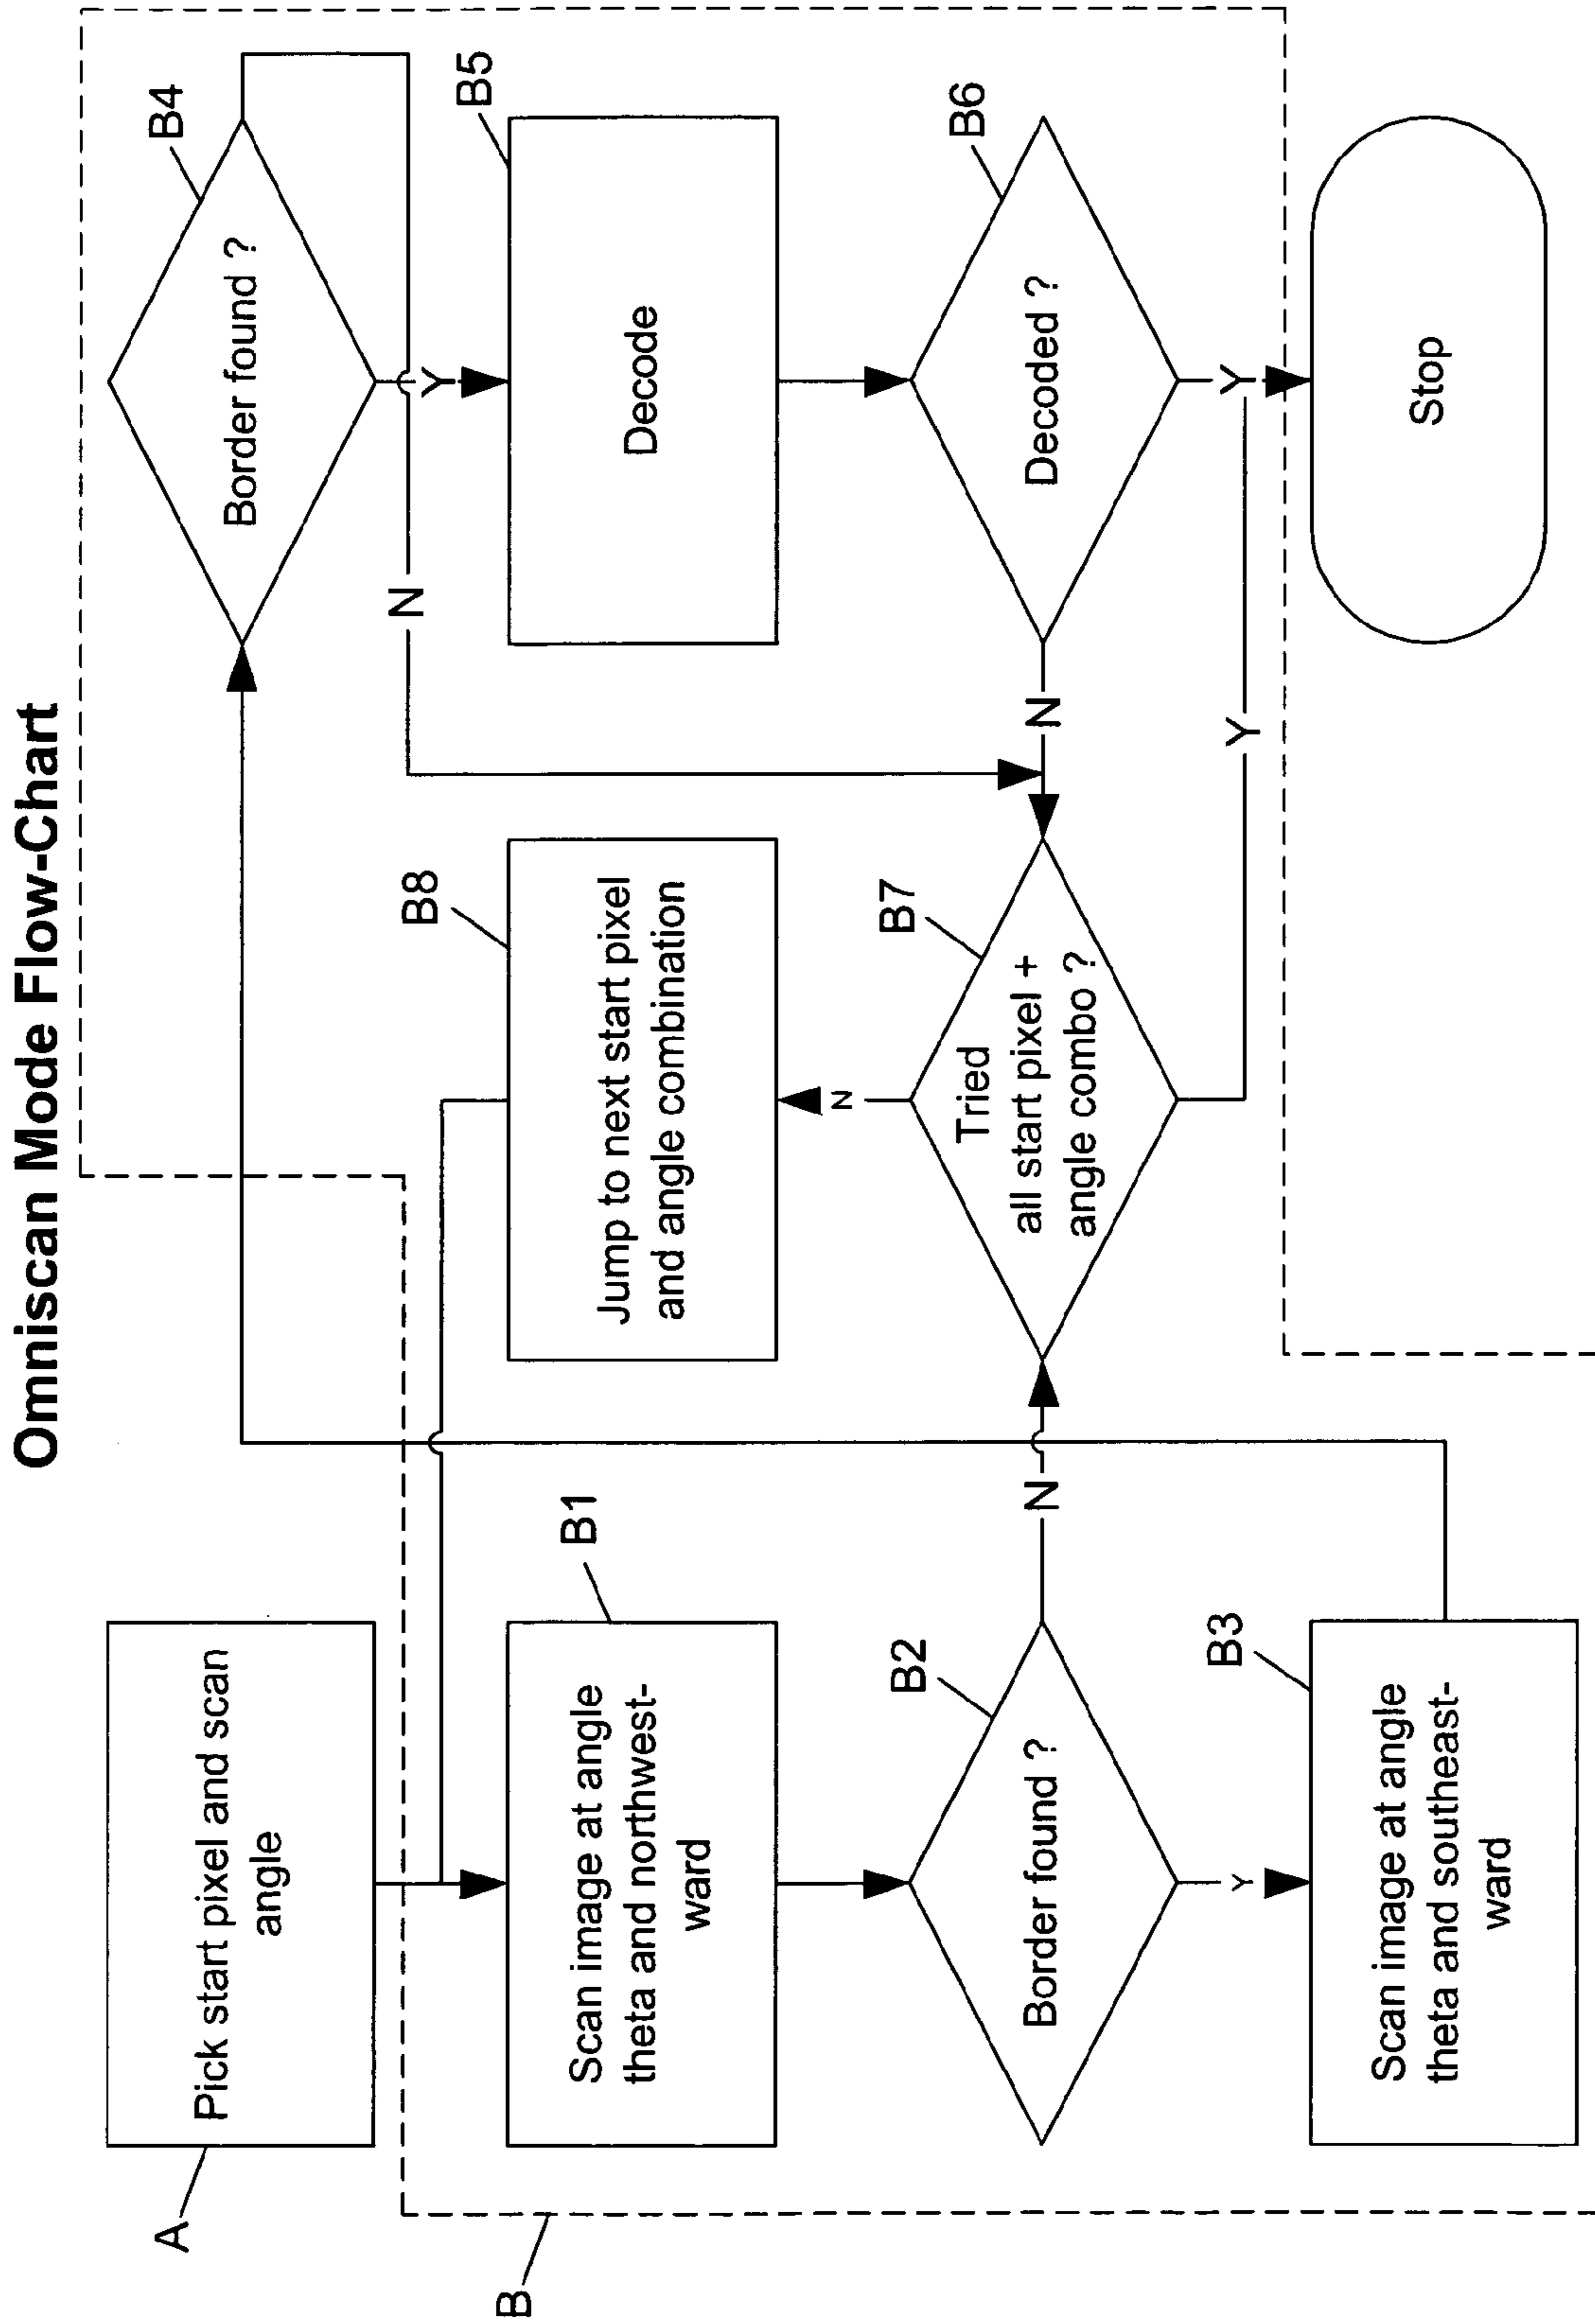 Omniscan Mode Flow-Chart
A
Pick start pixel and scan
angle
B
B1
Scan image at angle
theta and northwest-
ward
B2
Border found ?
N
Y
B3
Scan image at angle
theta and southeast-
ward
B8
Jump to next start pixel
and angle combination
N
B7
Tried
all start pixel +
angle combo ?
Y
B4
Border found ?
N
Y
B5
Decode
B6
Decoded ?
N
Y
Stop